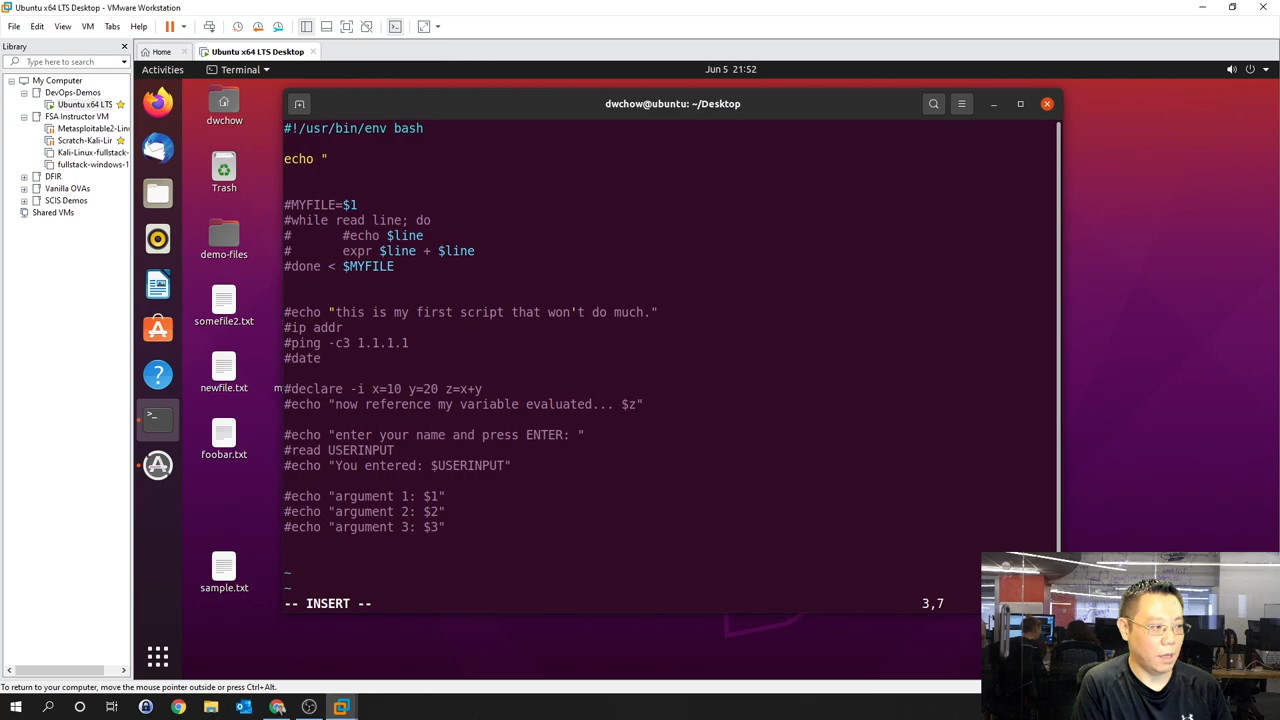 Ubuntu x64 LTS Desktop - VMware Workstation
File Edit View VM Tabs Help
Library
Type here to search
My Computer
DevOps-Demos
Ubuntu x64 LTS
FSA Instructor VM
Metasploitable2-Lin
Scratch-Kali-Lir
Kali-Linux-fullstack-
fullstack-windows-1
DFIR
Vanilla OVAs
SCIS Demos
Shared VMs
Home
Ubuntu x64 LTS Desktop
Activities
Terminal
Jun 5 21:52
dwchow
Trash
demo-files
somefile2.txt
newfile.txt
foobar.txt
sample.txt
m
dwchow@ubuntu: ~/Desktop
#!/usr/bin/env bash
echo "
#MYFILE=$1
#while read line; do
# #echo $line
# expr $line + $line
#done < $MYFILE
#echo "this is my first script that won't do much."
#ip addr
#ping -c3 1.1.1.1
#date
#declare -i x=10 y=20 z=x+y
#echo "now reference my variable evaluated... $z"
#echo "enter your name and press ENTER: "
#read USERINPUT
#echo "You entered: $USERINPUT"
#echo "argument 1: $1"
#echo "argument 2: $2"
#echo "argument 3: $3"
~
~
-- INSERT --
3,7
To return to your computer, move the mouse pointer outside or press Ctrl+Alt.